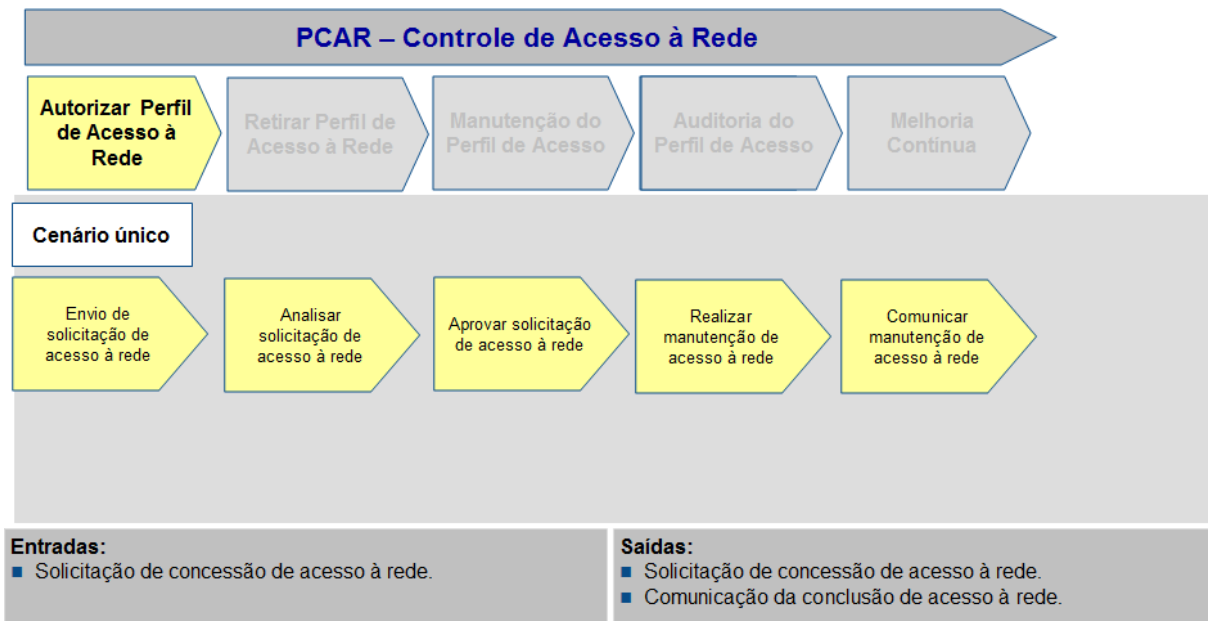 PCAR – Controle de Acesso à Rede
Autorizar Perfil
de Acesso à
Rede
Retirar Perfil de
Acesso à Rede
Manutenção do
Perfil de Acesso
Auditoria do
Perfil de Acesso
Melhoria
Contínua
Cenário único
Envio de
solicitação de
acesso à rede
Analisar
solicitação de
acesso à rede
Aprovar solicitação
de acesso à rede
Realizar
manutenção de
acesso à rede
Comunicar
manutenção de
acesso à rede
Entradas:
■ Solicitação de concessão de acesso à rede.
Saídas:
■ Solicitação de concessão de acesso à rede.
■ Comunicação da conclusão de acesso à rede.